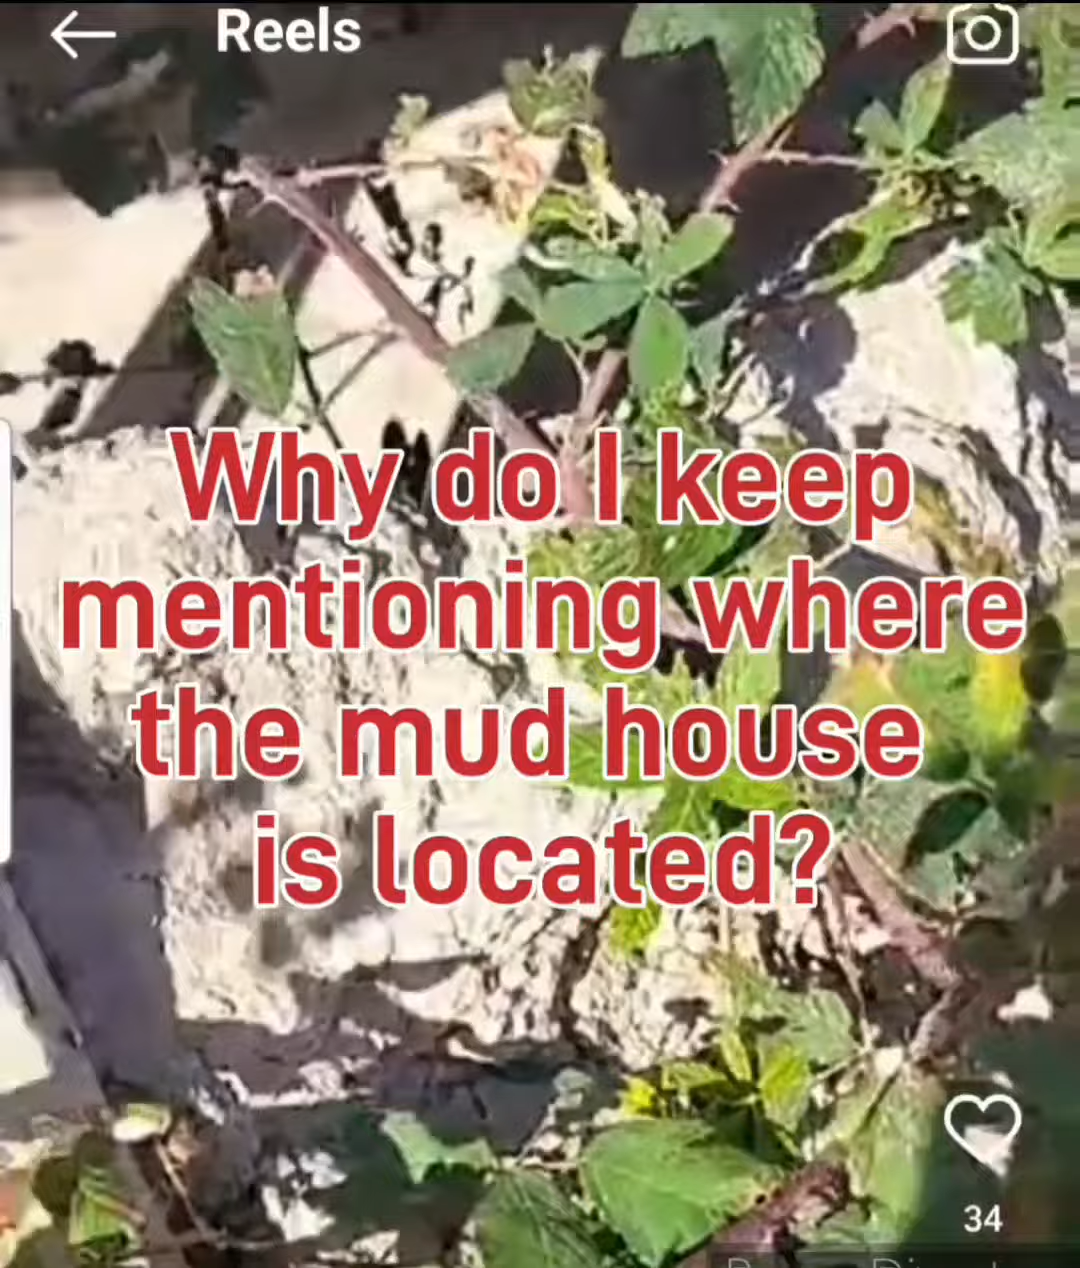 Reels
Why do I keep
mentioning where
the mud house
is located?
34